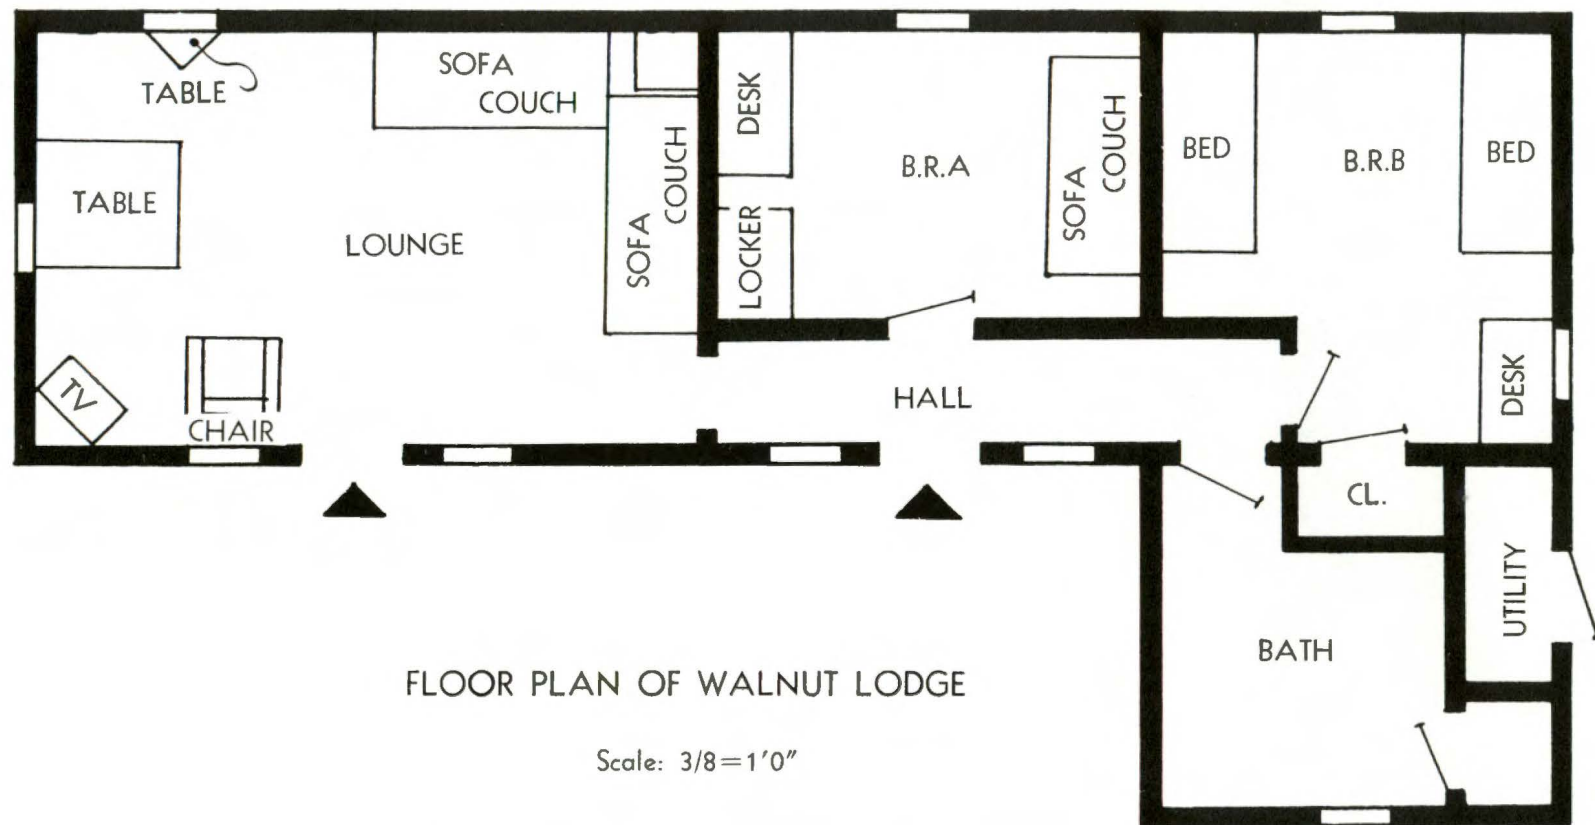 TABLE
SOFA
COUCH
TABLE
LOUNGE
SOFA
COUCH
TV
CHAIR
DESK
LOCKER
B.R.A
SOFA
COUCH
HALL
BED
B.R.B
BED
DESK
CL.
UTILITY
BATH
FLOOR PLAN OF WALNUT LODGE
Scale: 3/8=1'0"